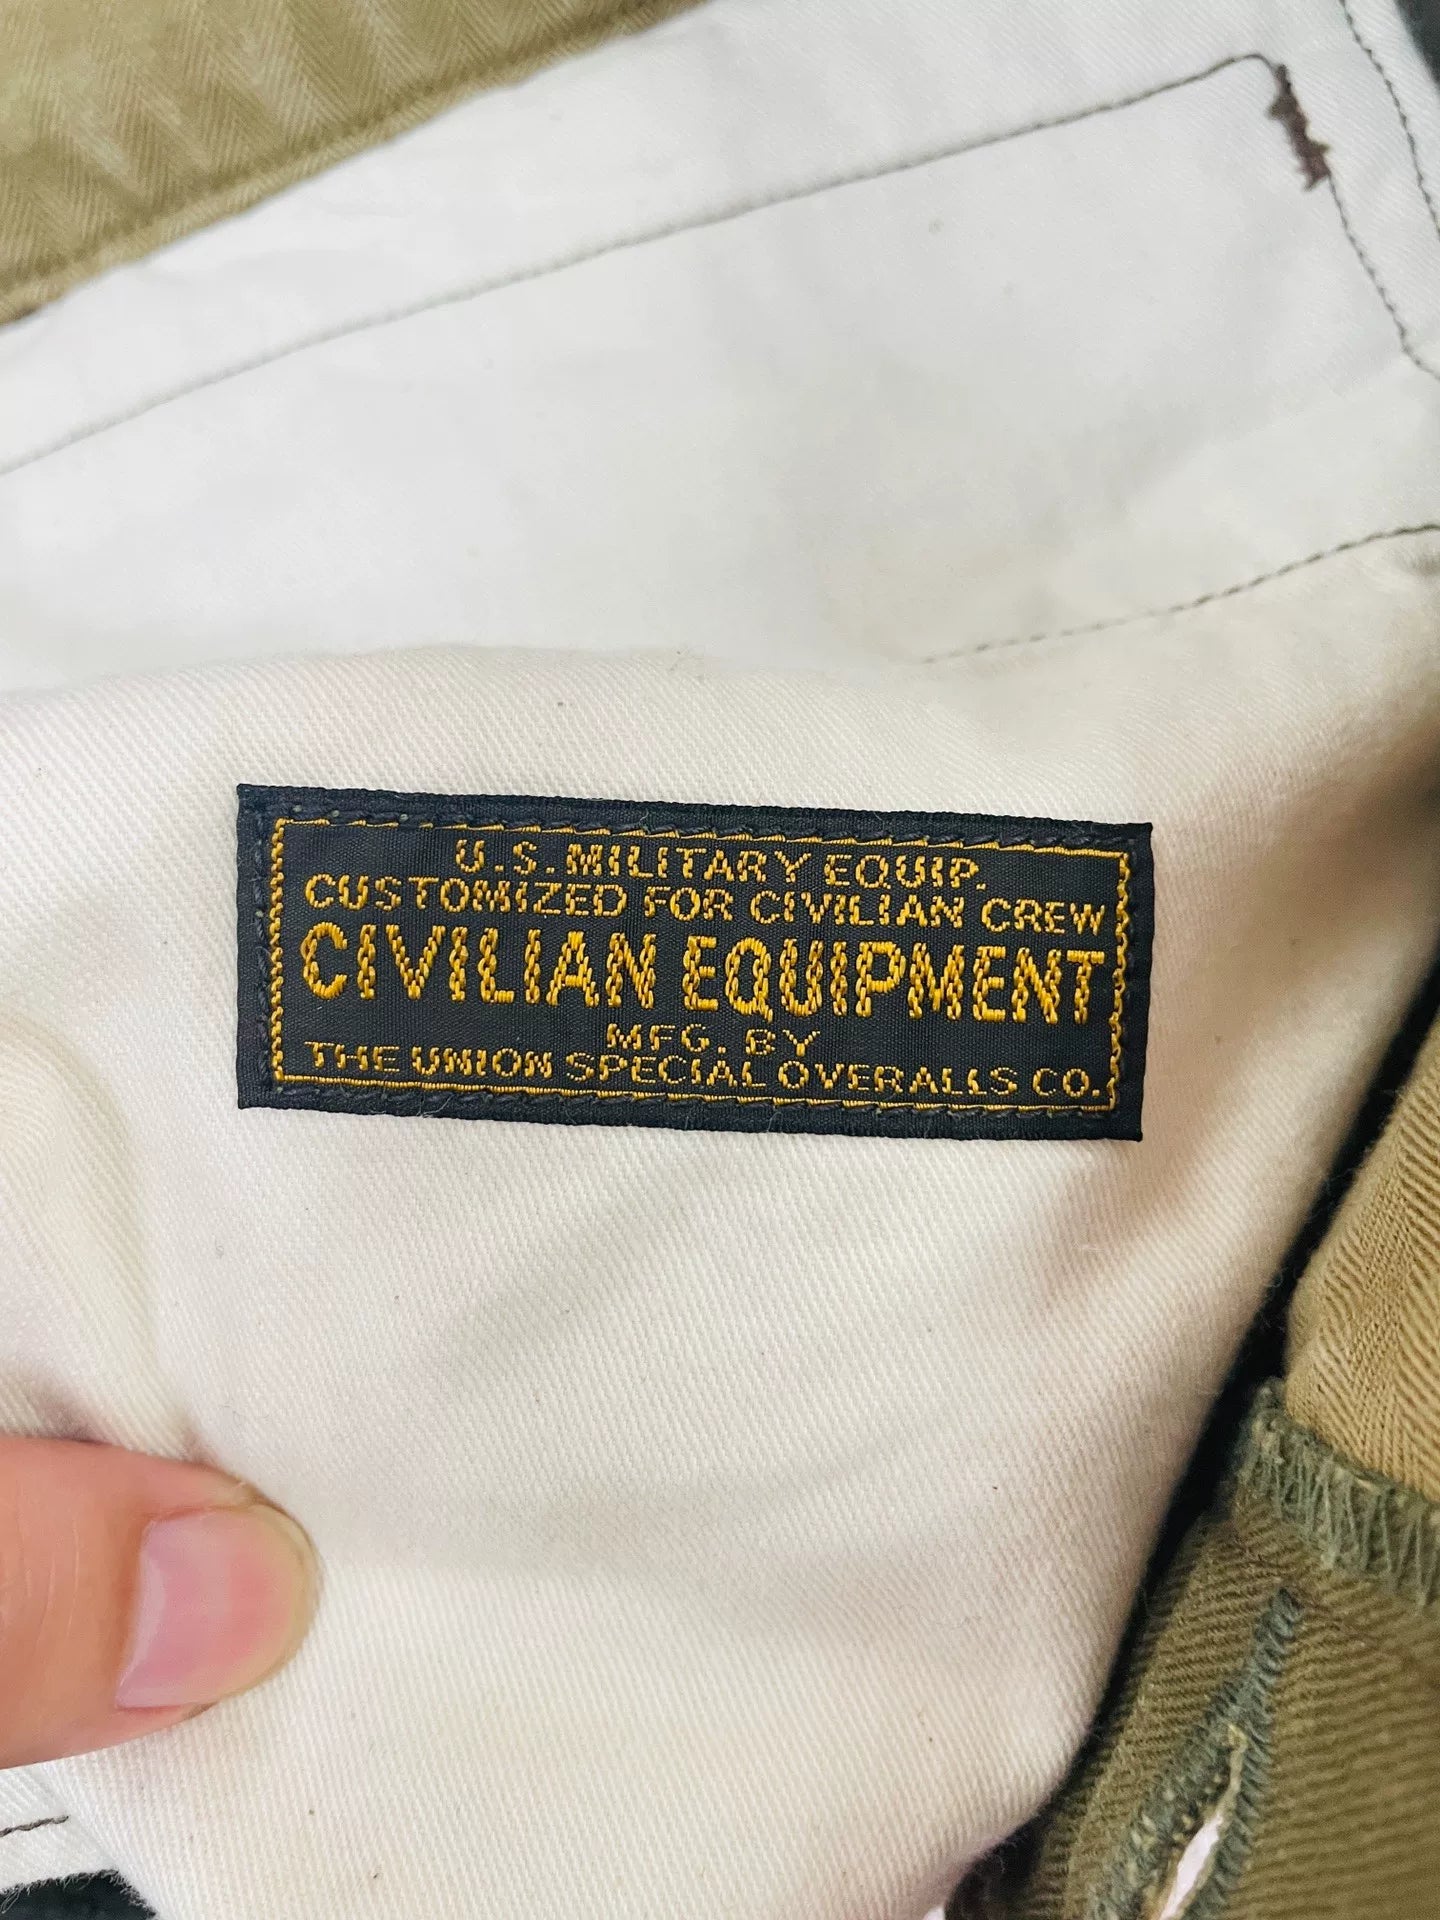 U.S. MILITARY EQUIP.
CUSTOMIZED FOR CIVILIAN CREW
CIVILIAN EQUIPMENT
MFG. BY
THE UNION SPECIAL OVERALLS CO.